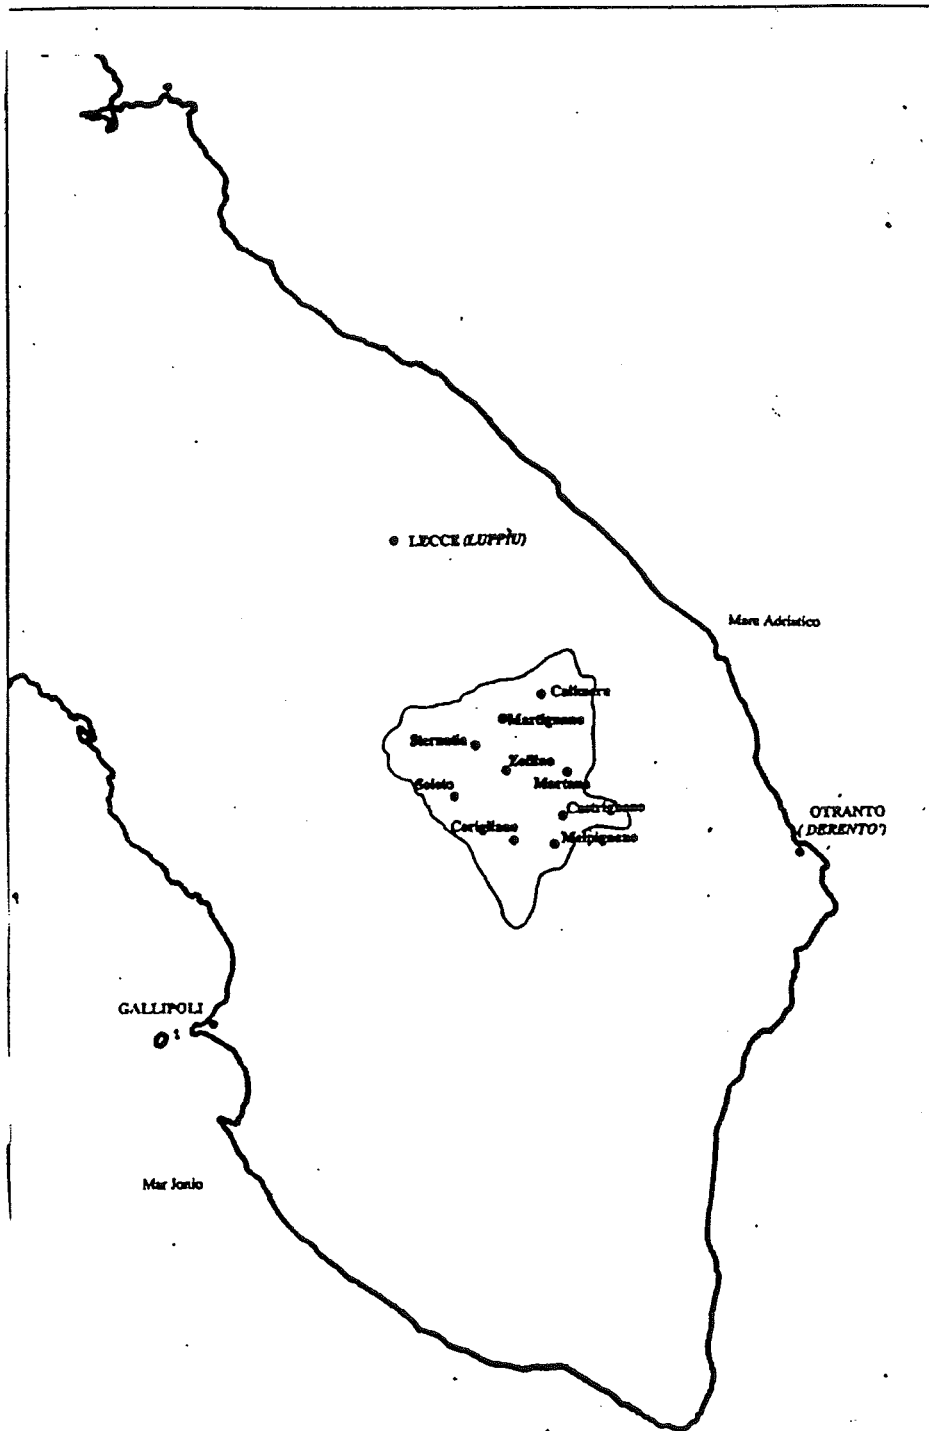 LECCE (LUPPÌU)
Mare Adriatico
Calimera
Martignano
Sternatia
Zollino
Soleto
Martano
Castrignano
Corigliano
Melpignano
OTRANTO
(DERENTO')
GALLIPOLI
Mar Jonio